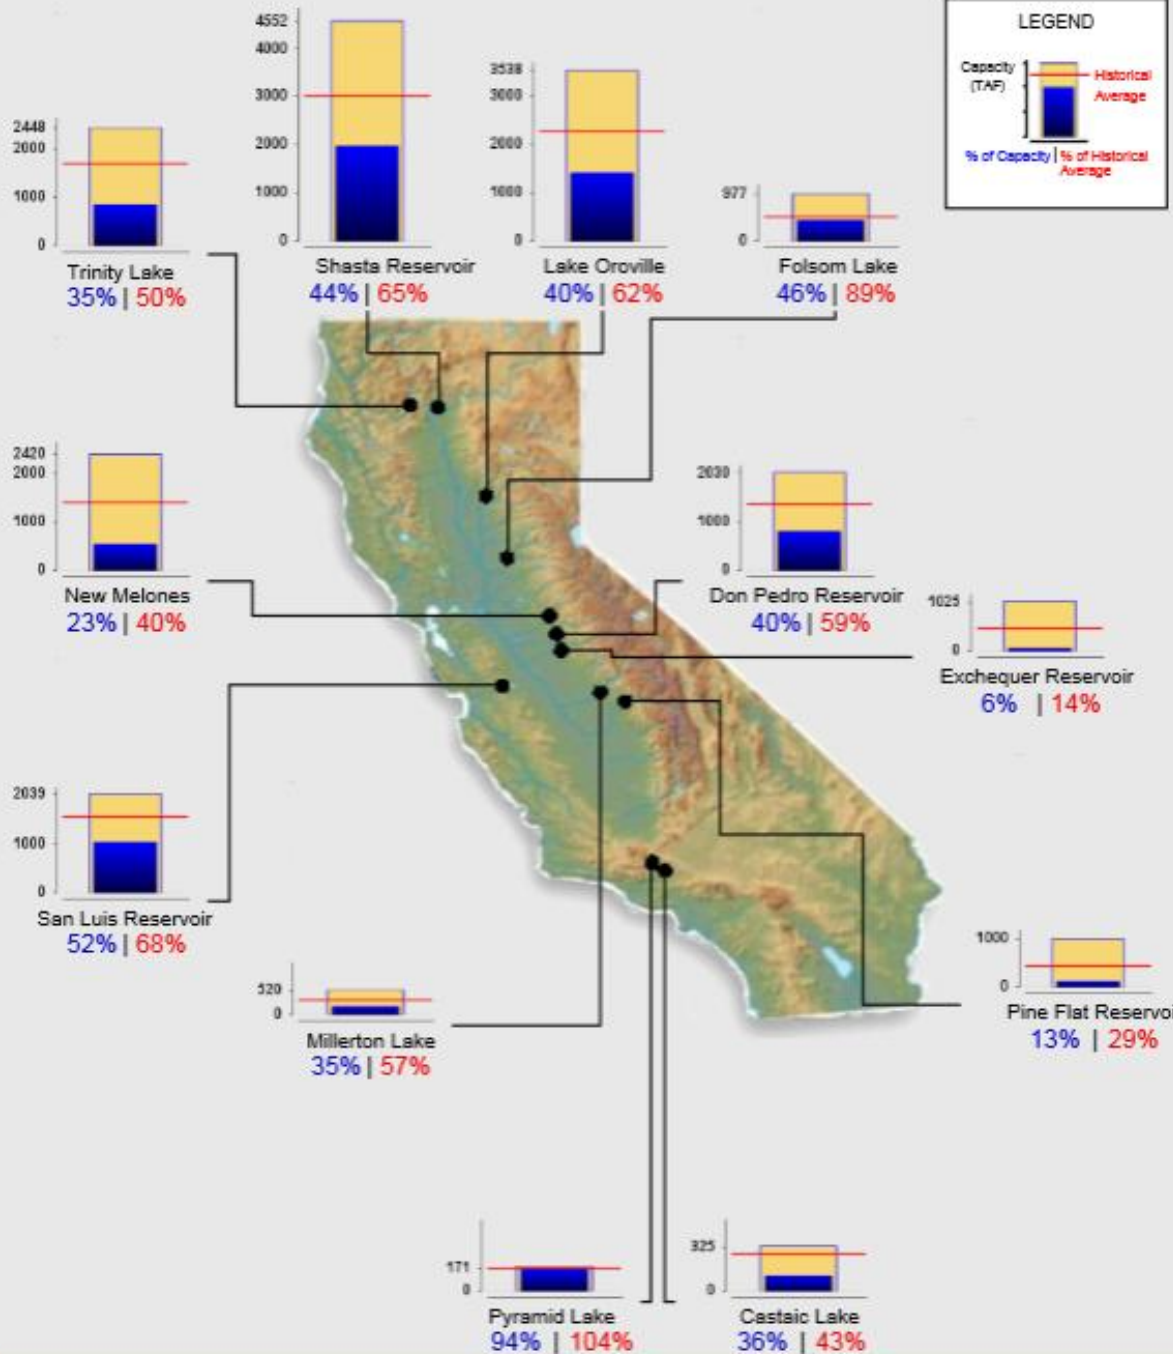 LEGEND
Capacity
(TAF)
Historical
Average
% of Capacity | % of Historical
Average
4552
4000
3000
2000
1000
0
Shasta Reservoir
44% | 65%
3538
3000
2000
1000
0
Lake Oroville
40% | 62%
2448
2000
1000
0
Trinity Lake
35% | 50%
977
0
Folsom Lake
46% | 89%
2420
2000
1000
0
New Melones
23% | 40%
2030
1000
0
Don Pedro Reservoir
40% | 59%
1025
0
Exchequer Reservoir
6% | 14%
2039
1000
0
San Luis Reservoir
52% | 68%
520
0
Millerton Lake
35% | 57%
1000
0
Pine Flat Reservoi
13% | 29%
171
0
Pyramid Lake
94% | 104%
325
0
Castaic Lake
36% | 43%